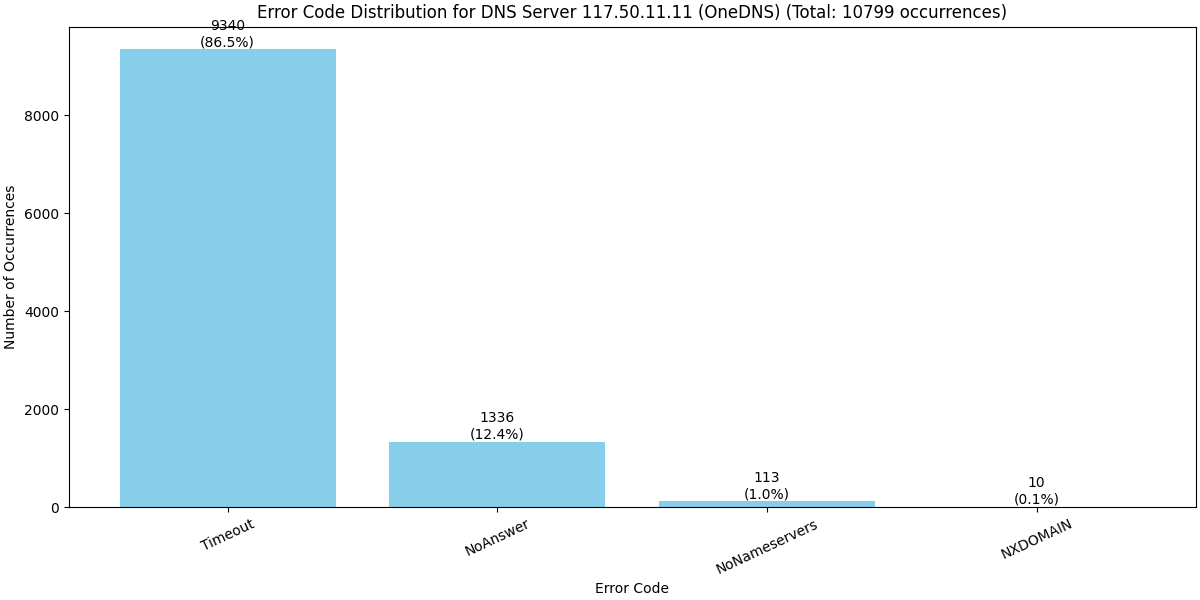 Error Code Distribution for DNS Server 117.50.11.11 (OneDNS) (Total: 10799 occurrences)
9340
(86.5%)
8000
6000
4000
2000
0
Number of Occurrences
1336
(12.4%)
113
(1.0%)
10
(0.1%)
Timeout
NoAnswer
NoNameservers
NXDOMAIN
Error Code